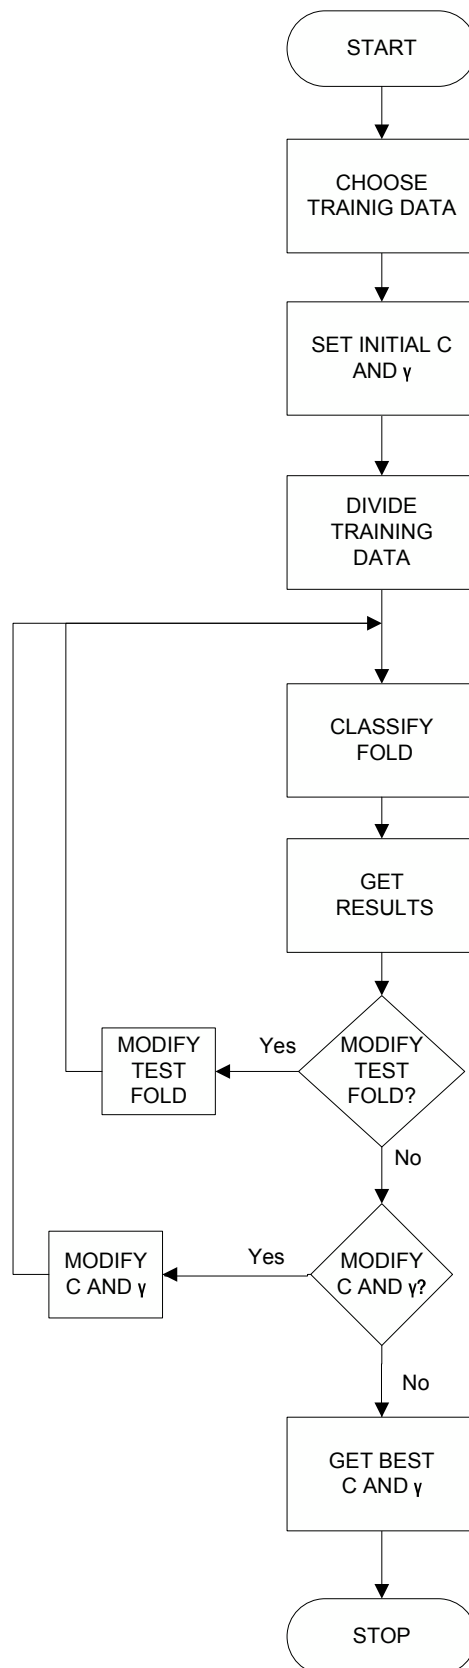 START
CHOOSE
TRAINIG DATA
SET INITIAL C
AND γ
DIVIDE
TRAINING
DATA
CLASSIFY
FOLD
GET
RESULTS
MODIFY
TEST
FOLD?
Yes
MODIFY
TEST
FOLD
No
MODIFY
C AND γ?
Yes
MODIFY
C AND γ
No
GET BEST
C AND γ
STOP